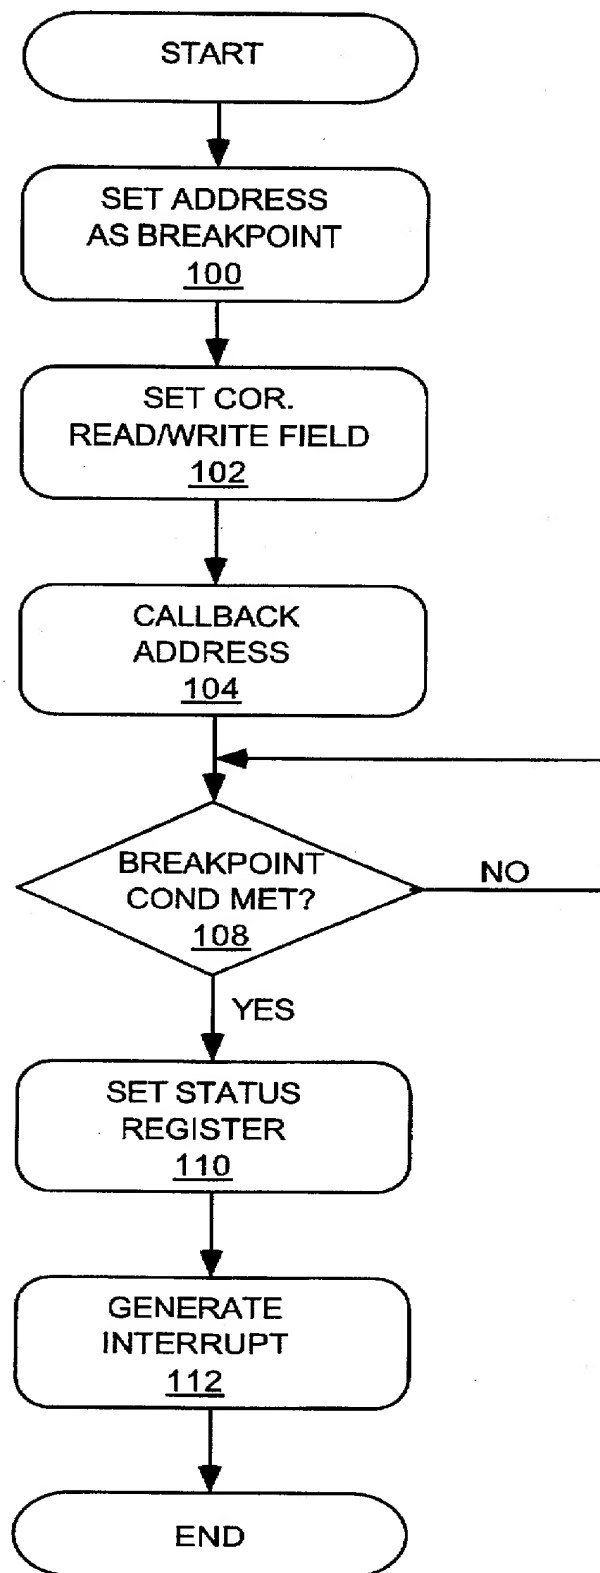 START
SET ADDRESS
AS BREAKPOINT
100
SET COR.
READ/WRITE FIELD
102
CALLBACK
ADDRESS
104
BREAKPOINT
COND MET?
108
NO
YES
SET STATUS
REGISTER
110
GENERATE
INTERRUPT
112
END